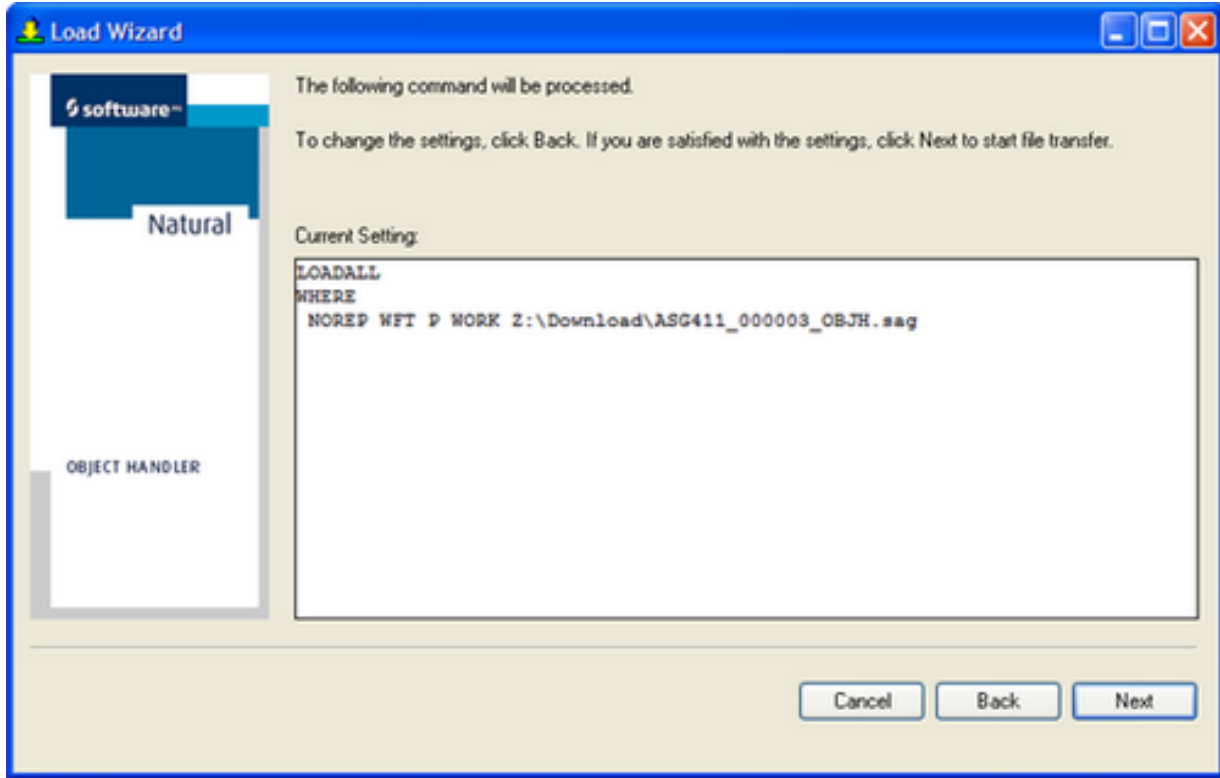 Load Wizard
software
Natural
OBJECT HANDLER
The following command will be processed.
To change the settings, click Back. If you are satisfied with the settings, click Next to start file transfer.
Current Setting:
LOADALL
WHERE
NOREP WFT P WORK Z:\Download\ASG411_000003_OBJH.sag
Cancel
Back
Next